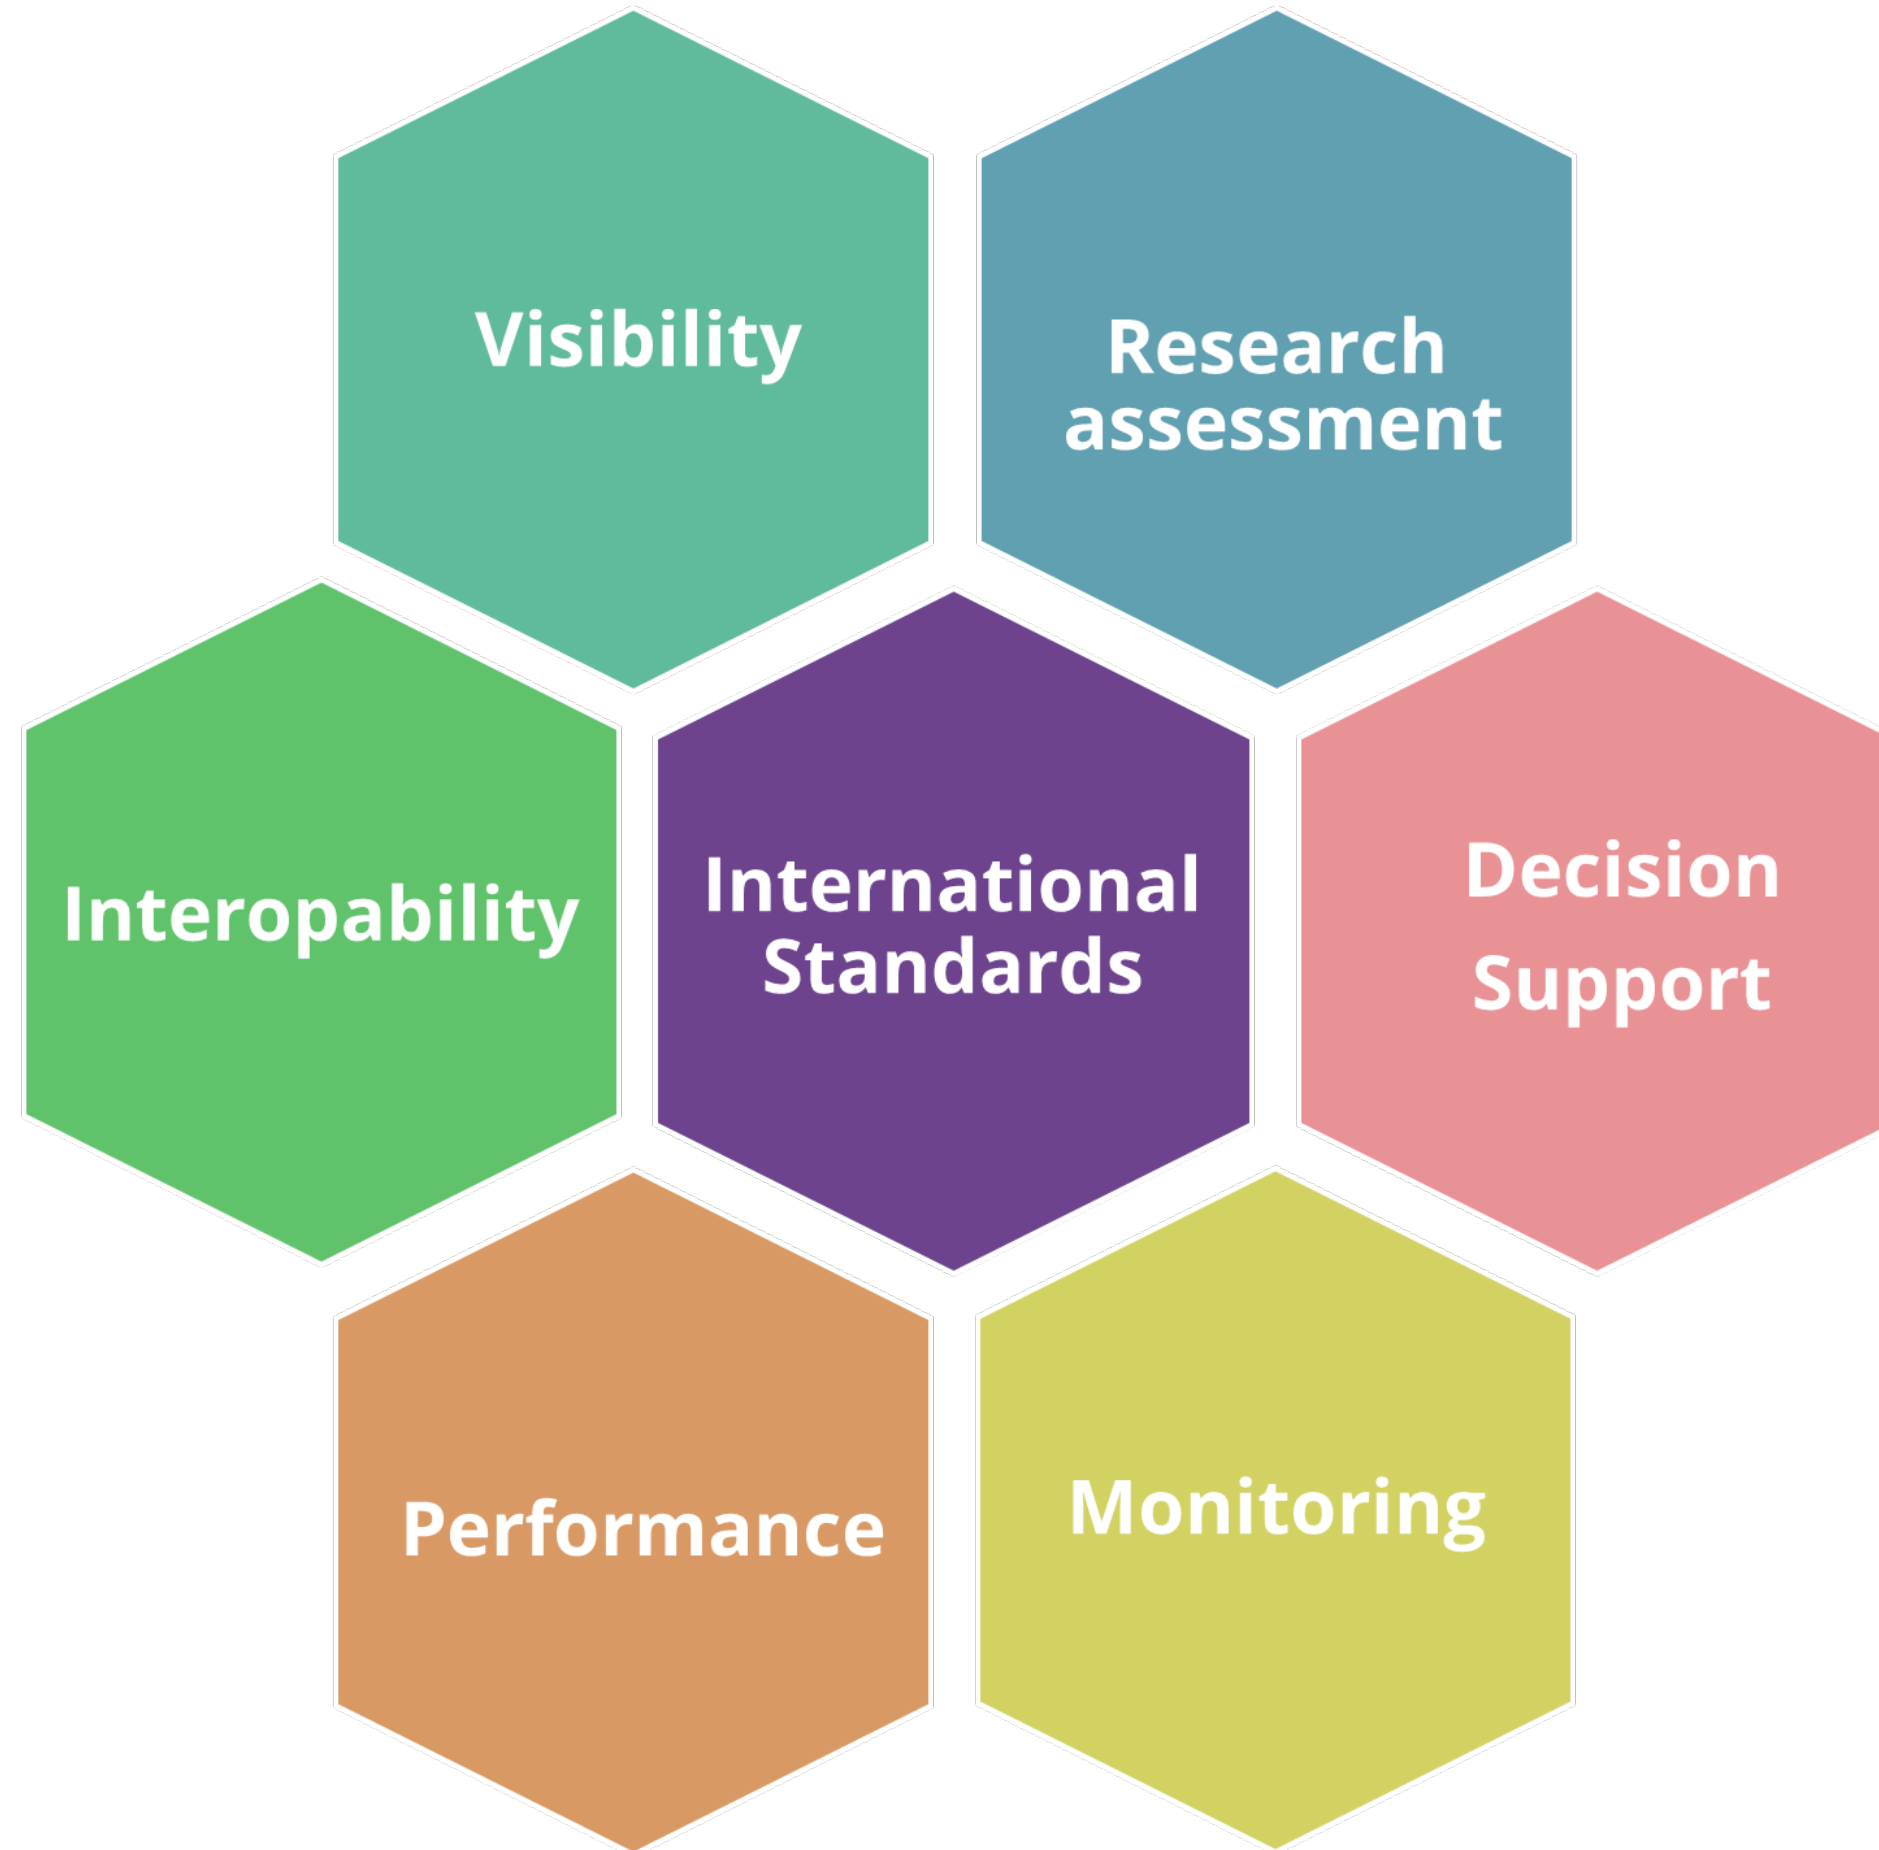 Visibility
Research
assessment
Interopability
International
Standards
Decision
Support
Performance
Monitoring